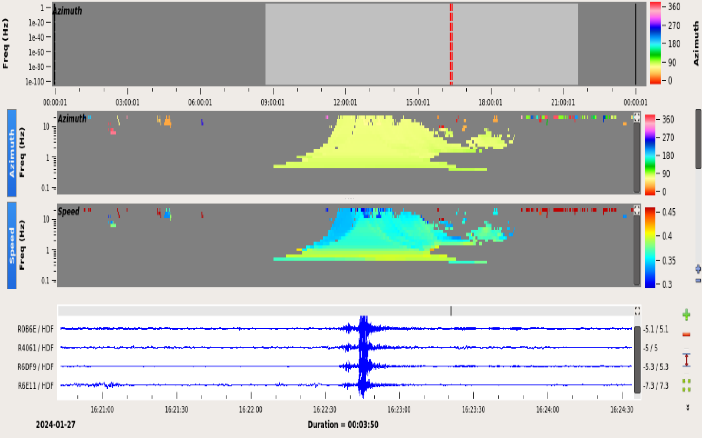 Azimuth
Freq (Hz)
1
1e-20
1e-40
1e-60
1e-80
1e-100
00:00:01 03:00:01 06:00:01 09:00:01 12:00:01 15:00:01 18:00:01 21:00:01 00:00:01
360
270
180
90
0
Azimuth
Azimuth
Freq (Hz)
Azimuth
10
1
0.1
360
270
180
90
0
Speed
Freq (Hz)
Speed
10
1
0.1
0.45
0.4
0.35
0.3
R0B6E / HDF -5.1 / 5.1
R4061 / HDF -5 / 5
R6DF9 / HDF -5.3 / 5.3
R6E11 / HDF -7.3 / 7.3
16:21:00 16:21:30 16:22:00 16:22:30 16:23:00 16:23:30 16:24:00 16:24:30
2024-01-27 Duration = 00:03:50